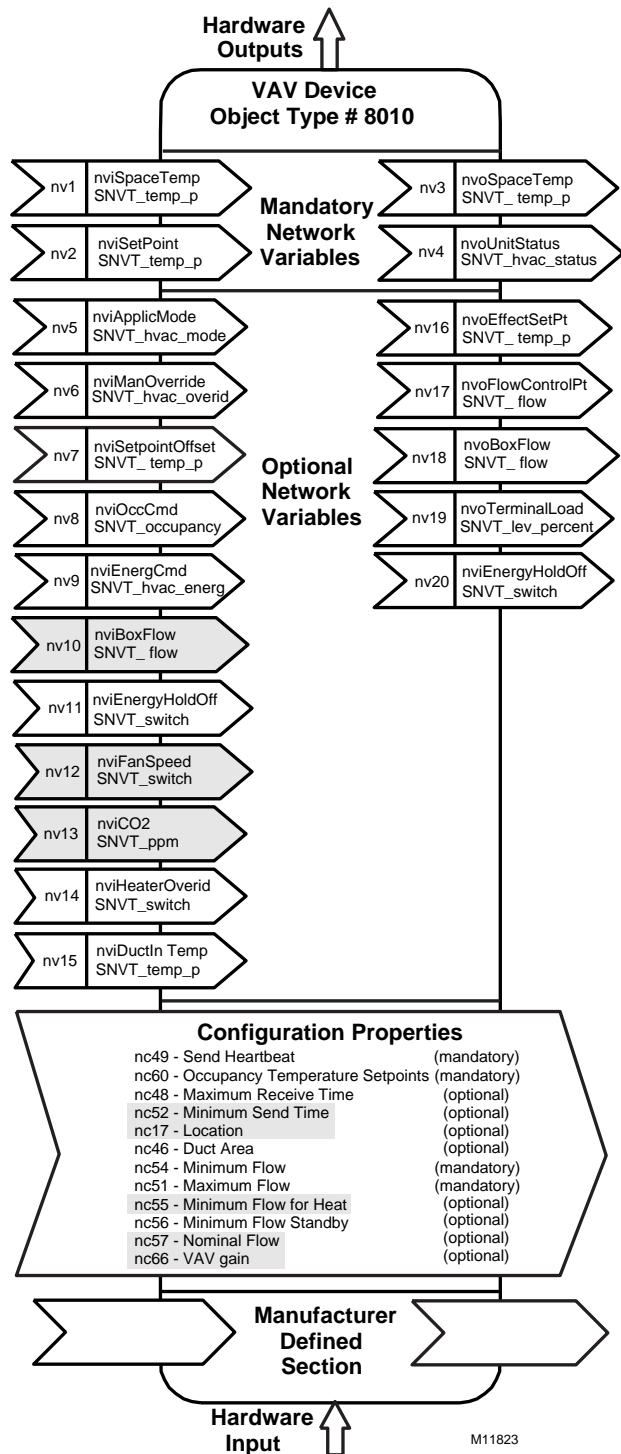 Hardware
Outputs
VAV Device
Object Type # 8010
nv1
nviSpaceTemp
SNVT_temp_p
nv2
nviSetPoint
SNVT_temp_p
Mandatory
Network
Variables
nv3
nvoSpaceTemp
SNVT_ temp_p
nv4
nvoUnitStatus
SNVT_hvac_status
nv5
nviApplicMode
SNVT_hvac_mode
nv6
nviManOverride
SNVT_hvac_overid
nv7
nviSetpointOffset
SNVT_ temp_p
nv8
nviOccCmd
SNVT_occupancy
nv9
nviEnergCmd
SNVT_hvac_energ
nv10
nviBoxFlow
SNVT_ flow
nv11
nviEnergyHoldOff
SNVT_switch
nv12
nviFanSpeed
SNVT_switch
nv13
nviCO2
SNVT_ppm
nv14
nviHeaterOverid
SNVT_switch
nv15
nviDuctIn Temp
SNVT_temp_p
Optional
Network
Variables
nv16
nvoEffectSetPt
SNVT_ temp_p
nv17
nvoFlowControlPt
SNVT_ flow
nv18
nvoBoxFlow
SNVT_ flow
nv19
nvoTerminalLoad
SNVT_lev_percent
nv20
nviEnergyHoldOff
SNVT_switch
Configuration Properties
nc49 - Send Heartbeat (mandatory)
nc60 - Occupancy Temperature Setpoints (mandatory)
nc48 - Maximum Receive Time (optional)
nc52 - Minimum Send Time (optional)
nc17 - Location (optional)
nc46 - Duct Area (optional)
nc54 - Minimum Flow (mandatory)
nc51 - Maximum Flow (mandatory)
nc55 - Minimum Flow for Heat (optional)
nc56 - Minimum Flow Standby (optional)
nc57 - Nominal Flow (optional)
nc66 - VAV gain (optional)
Manufacturer
Defined
Section
Hardware
Input
M11823